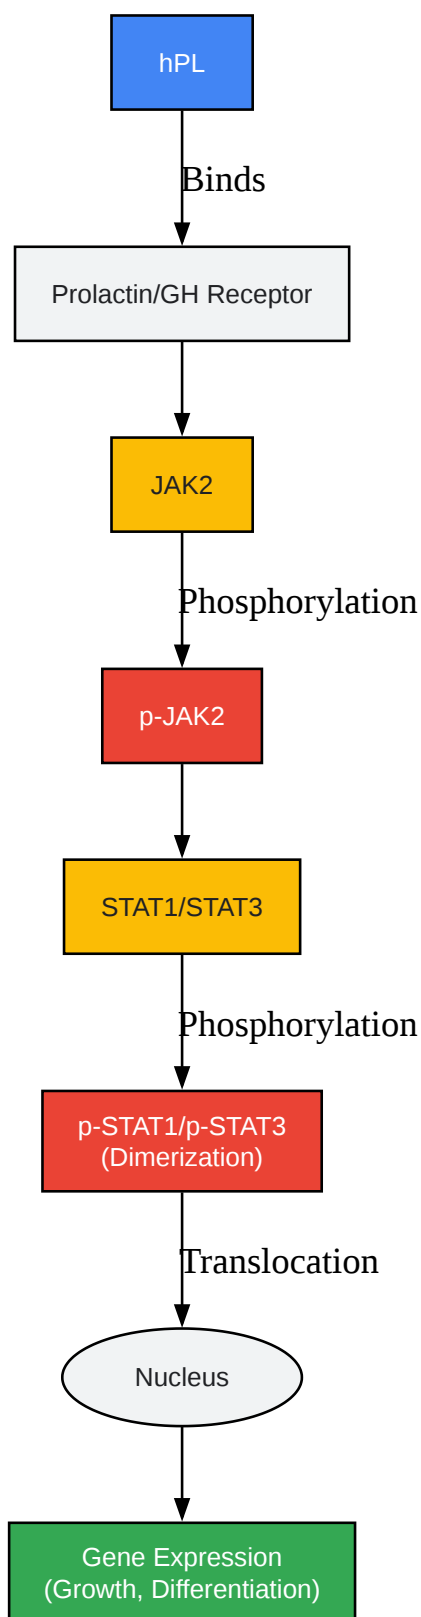 hPL
Binds
Prolactin/GH Receptor
JAK2
Phosphorylation
p-JAK2
STAT1/STAT3
Phosphorylation
p-STAT1/p-STAT3
(Dimerization)
Translocation
Nucleus
Gene Expression
(Growth, Differentiation)